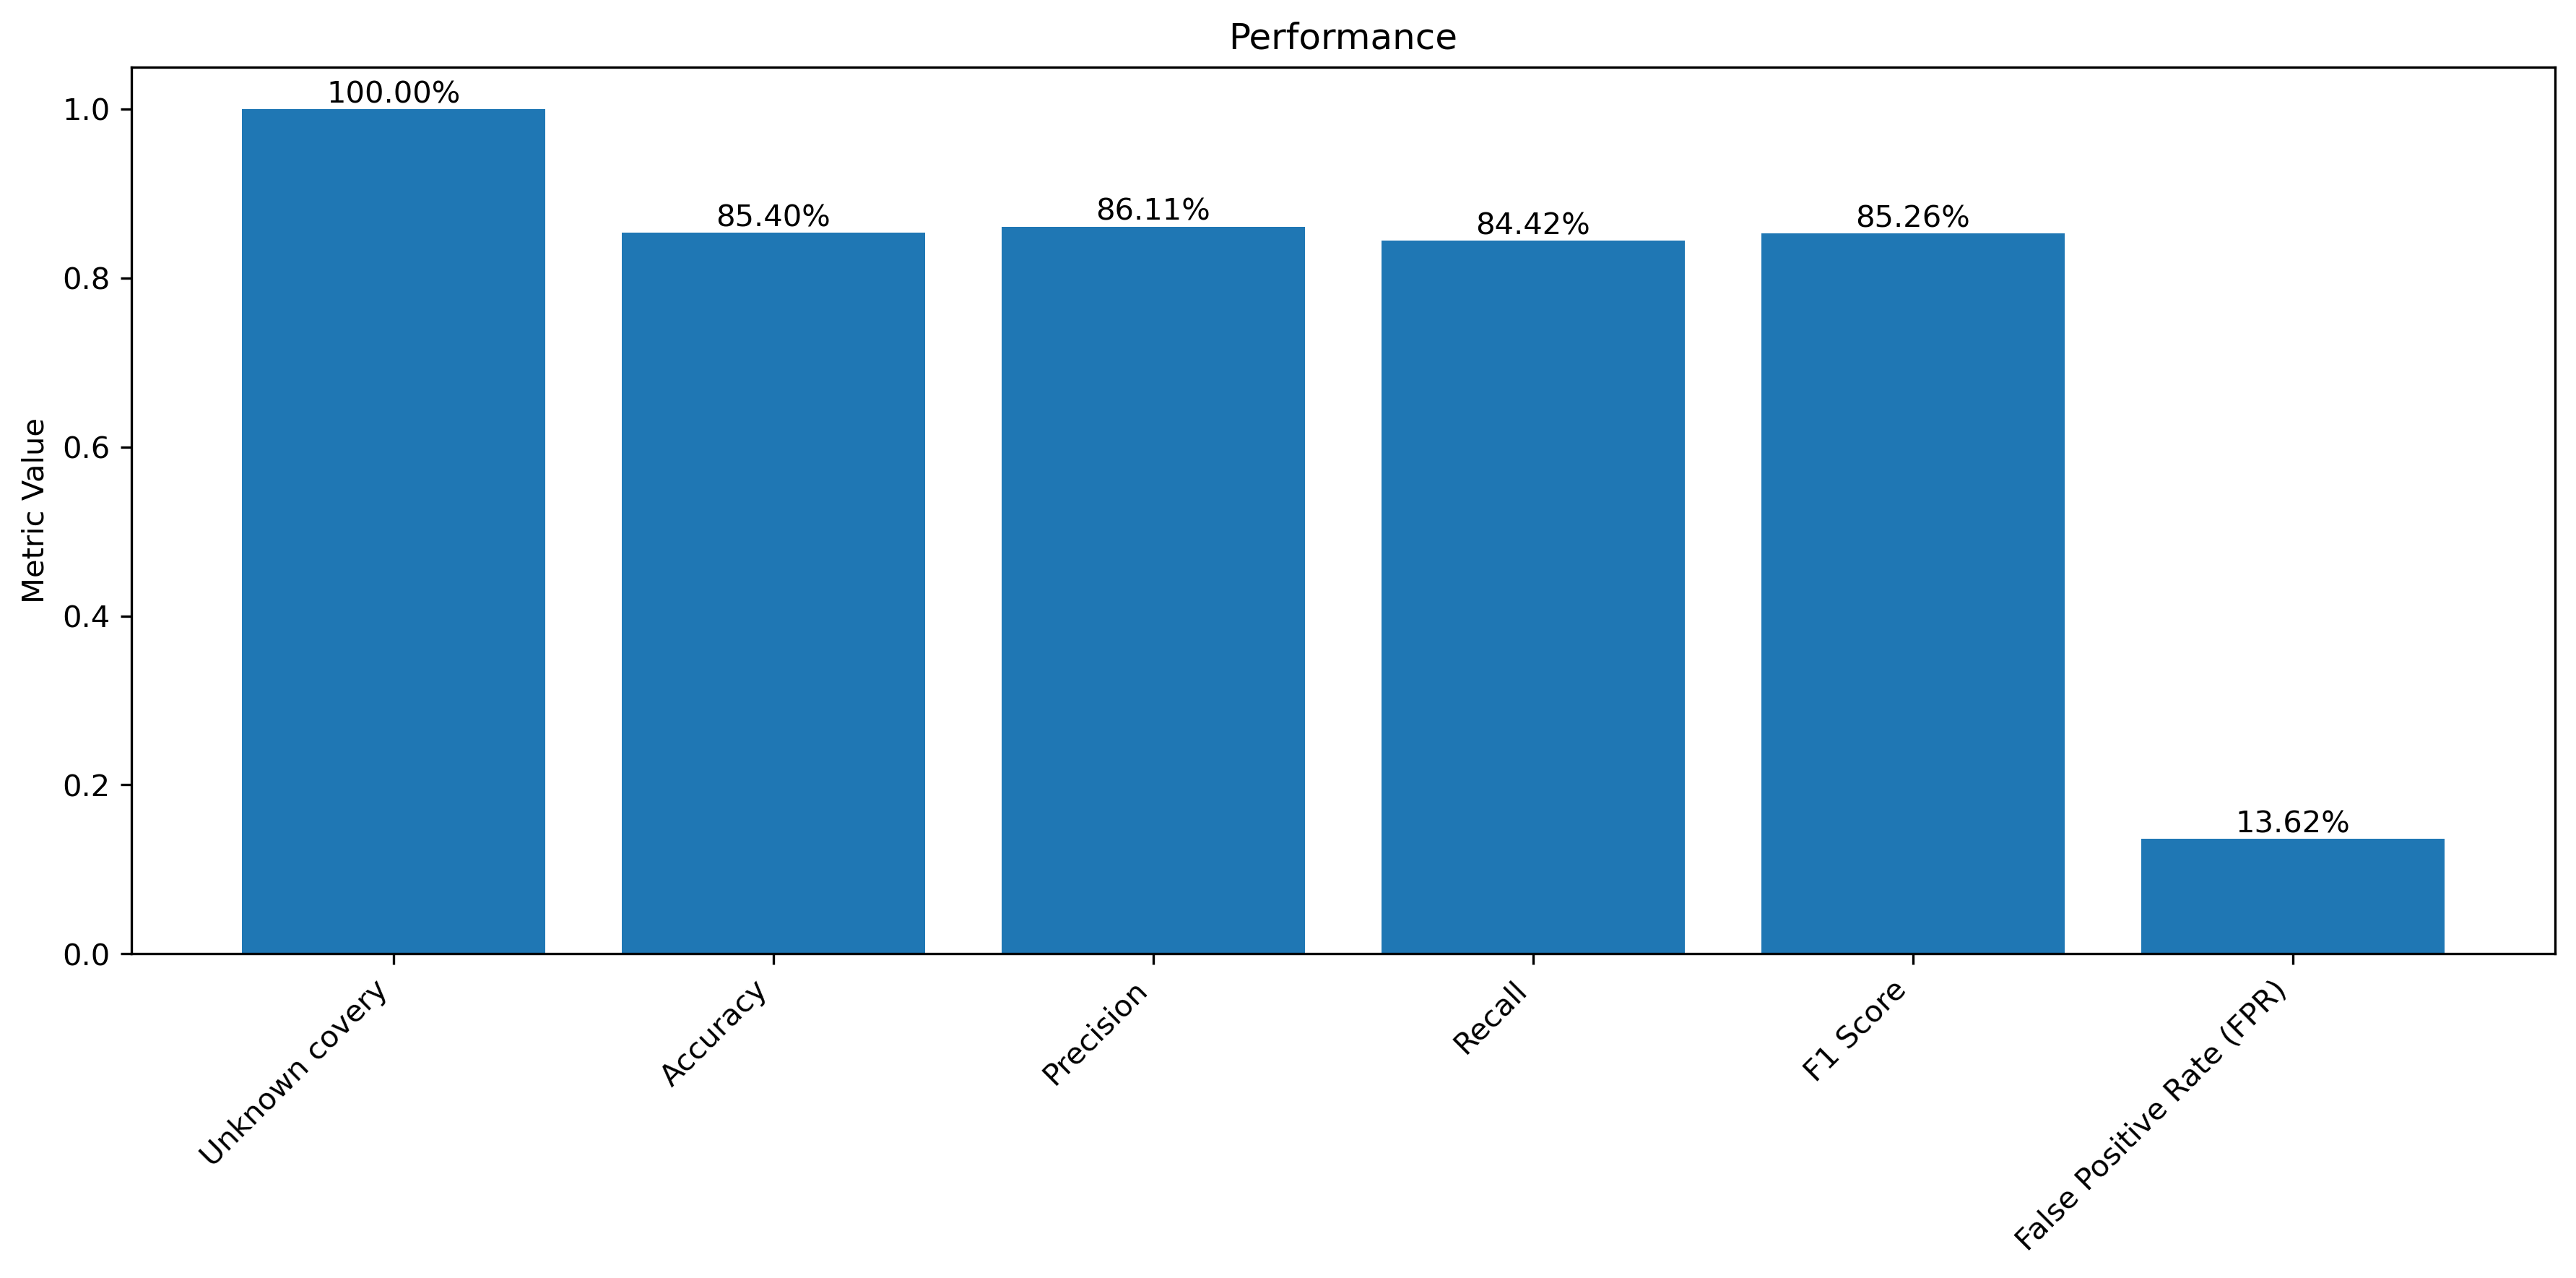 Performance
Metric Value
1.0
0.8
0.6
0.4
0.2
0.0
100.00%
85.40%
86.11%
84.42%
85.26%
13.62%
Unknown covery
Accuracy
Precision
Recall
F1 Score
False Positive Rate (FPR)